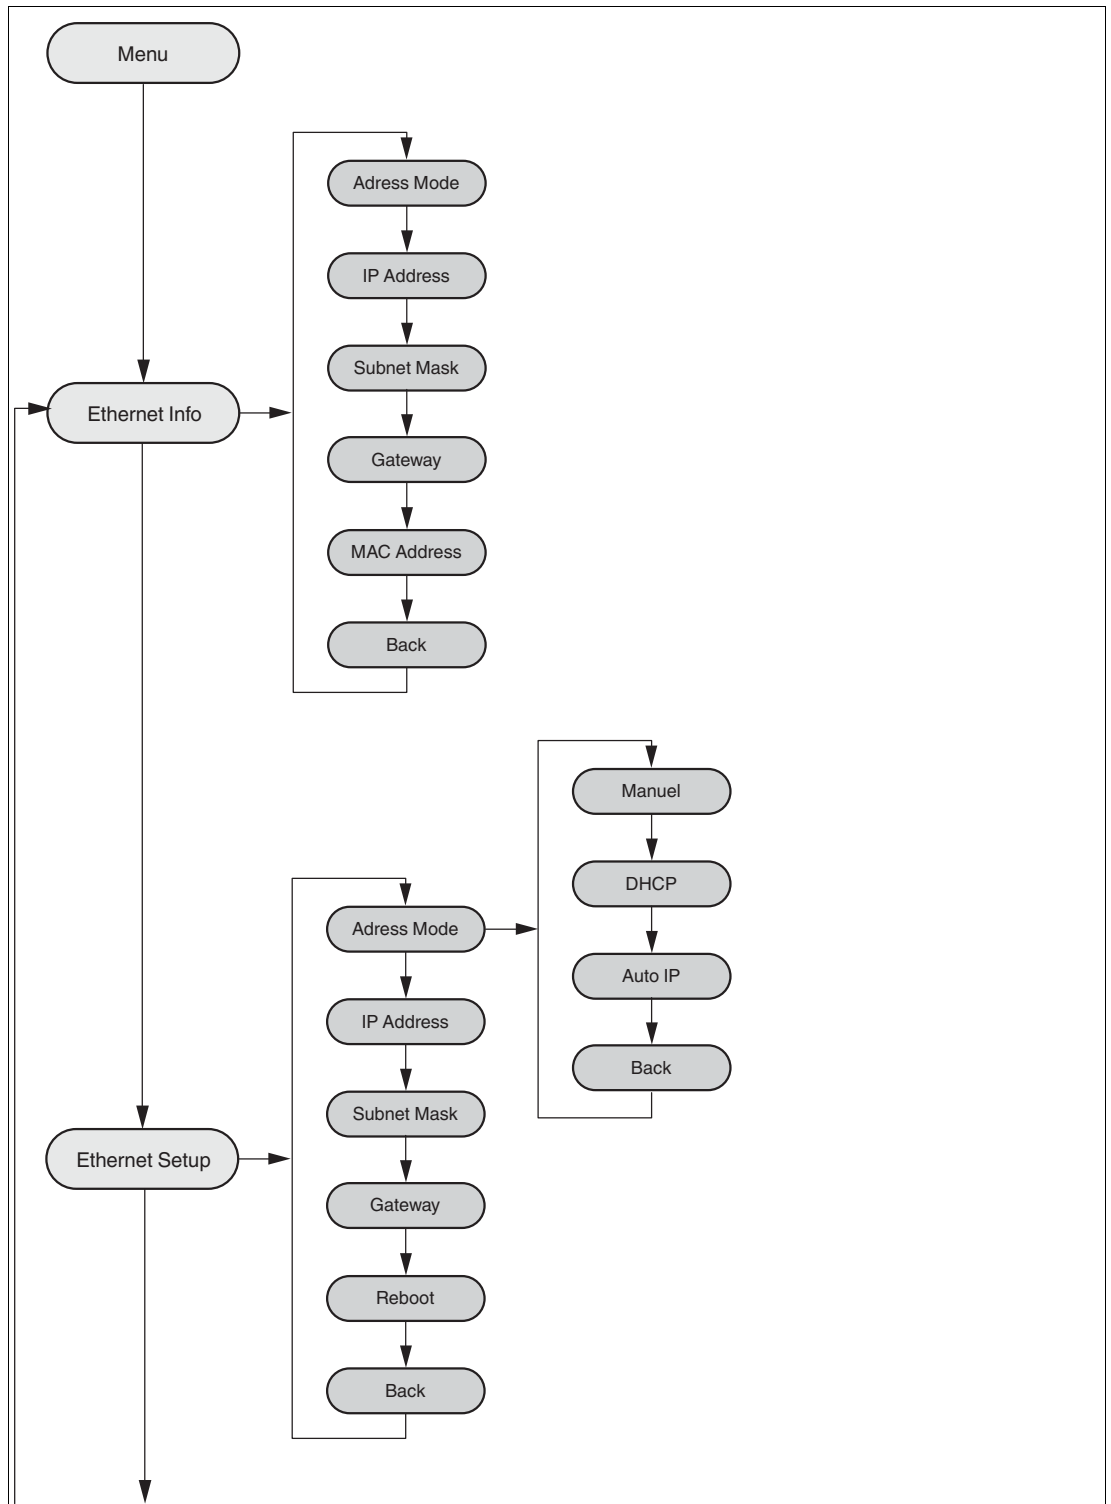 Menu
Adress Mode
IP Address
Subnet Mask
Ethernet Info
Gateway
MAC Address
Back
Manuel
DHCP
Adress Mode
Auto IP
IP Address
Back
Subnet Mask
Ethernet Setup
Gateway
Reboot
Back